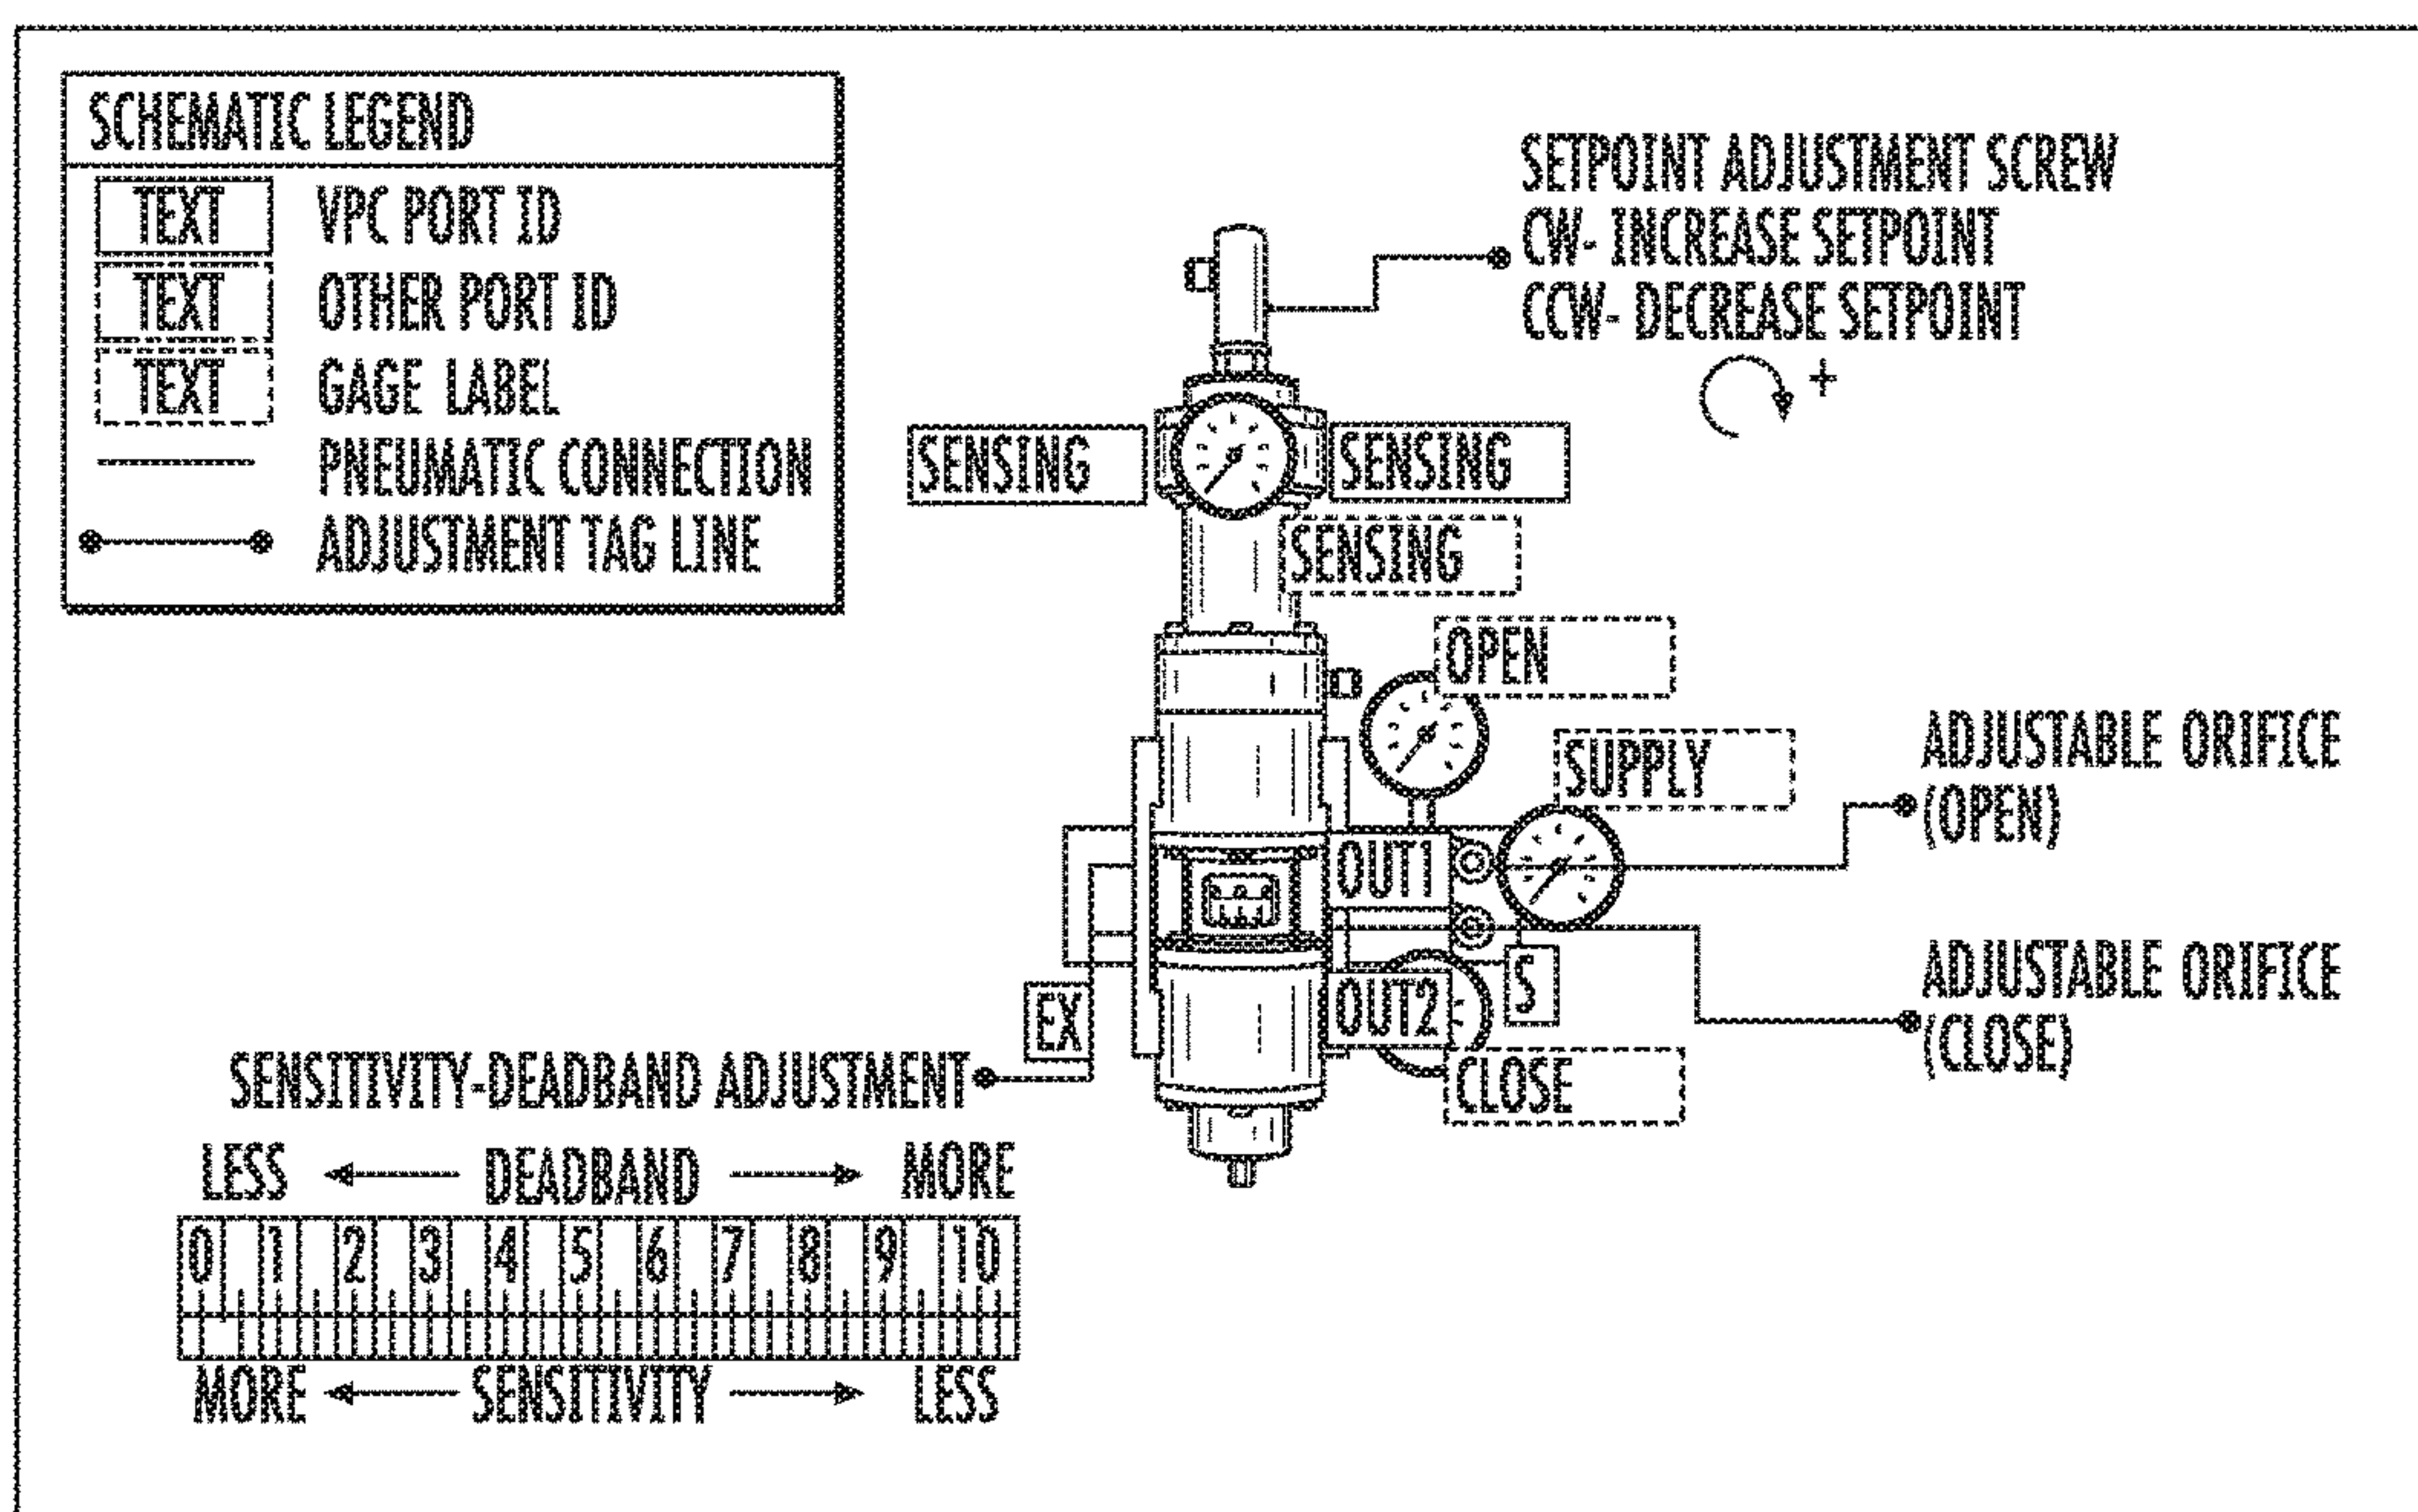 SCHEMATIC LEGEND
TEXT VPC PORT ID
TEXT OTHER PORT ID
TEXT GAGE LABEL
PNEUMATIC CONNECTION
ADJUSTMENT TAG LINE
SETPOINT ADJUSTMENT SCREW
CW- INCREASE SETPOINT
CCW- DECREASE SETPOINT
+
SENSING
SENSING
SENSING
OPEN
SUPPLY
ADJUSTABLE ORIFICE
(OPEN)
OUT1
ADJUSTABLE ORIFICE
(CLOSE)
S
OUT2
EX
CLOSE
SENSITIVITY-DEADBAND ADJUSTMENT
LESS DEADBAND MORE
0 1 2 3 4 5 6 7 8 9 10
MORE SENSITIVITY LESS